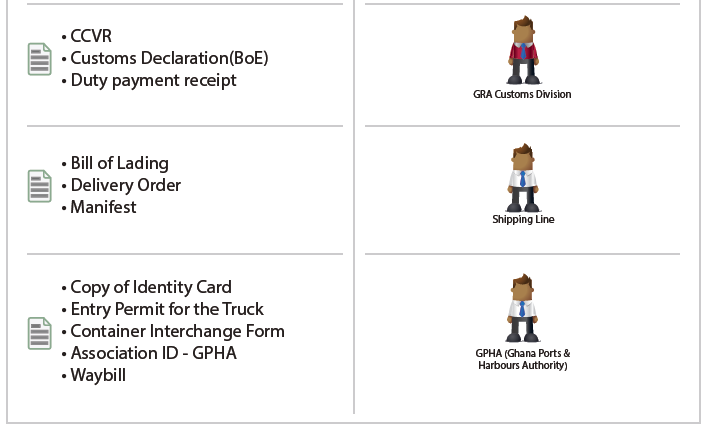 • CCVR
• Customs Declaration(BoE)
• Duty payment receipt
GRA Customs Division
• Bill of Lading
• Delivery Order
• Manifest
Shipping Line
• Copy of Identity Card
• Entry Permit for the Truck
• Container Interchange Form
• Association ID - GPHA
• Waybill
GPHA (Ghana Ports &
Harbours Authority)